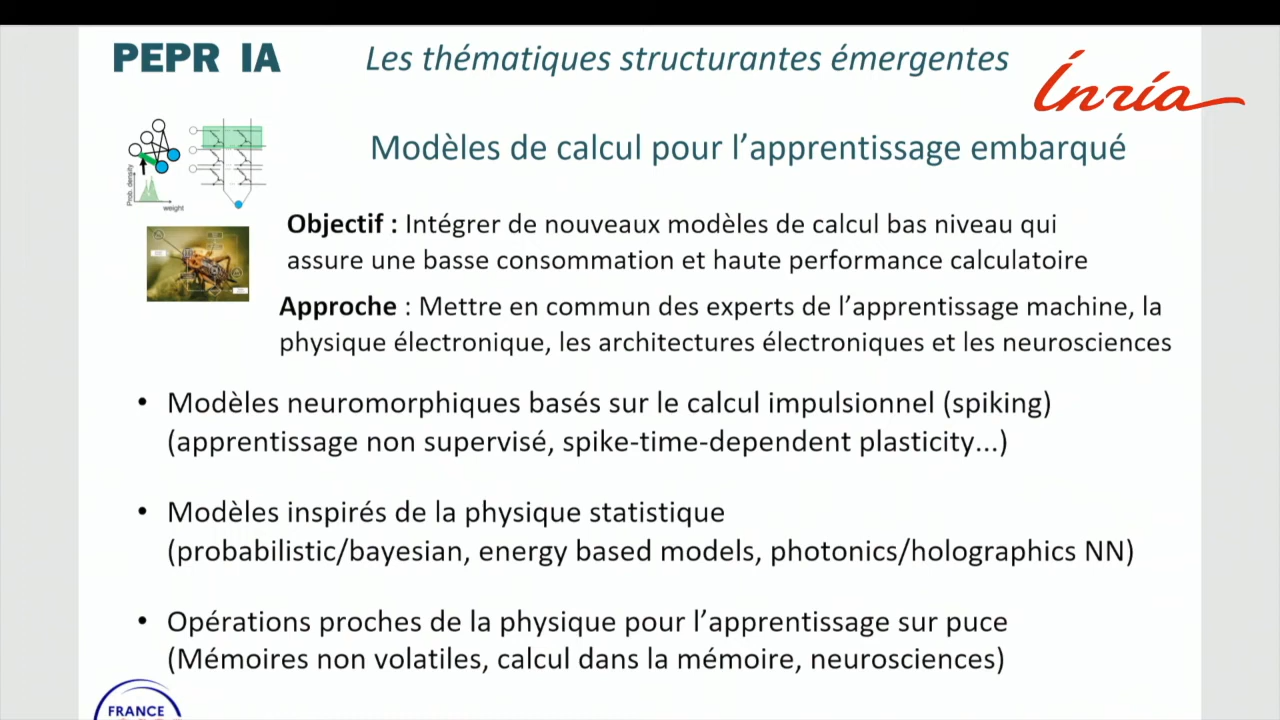 PEPR IA
Les thématiques structurantes émergentes
Inria
Modèles de calcul pour l'apprentissage embarqué
Prob. density
weight
Objectif : Intégrer de nouveaux modèles de calcul bas niveau qui
assure une basse consommation et haute performance calculatoire
Approche : Mettre en commun des experts de l'apprentissage machine, la
physique électronique, les architectures électroniques et les neurosciences
• Modèles neuromorphiques basés sur le calcul impulsionnel (spiking)
(apprentissage non supervisé, spike-time-dependent plasticity...)
• Modèles inspirés de la physique statistique
(probabilistic/bayesian, energy based models, photonics/holographics NN)
• Opérations proches de la physique pour l'apprentissage sur puce
(Mémoires non volatiles, calcul dans la mémoire, neurosciences)
FRANCE